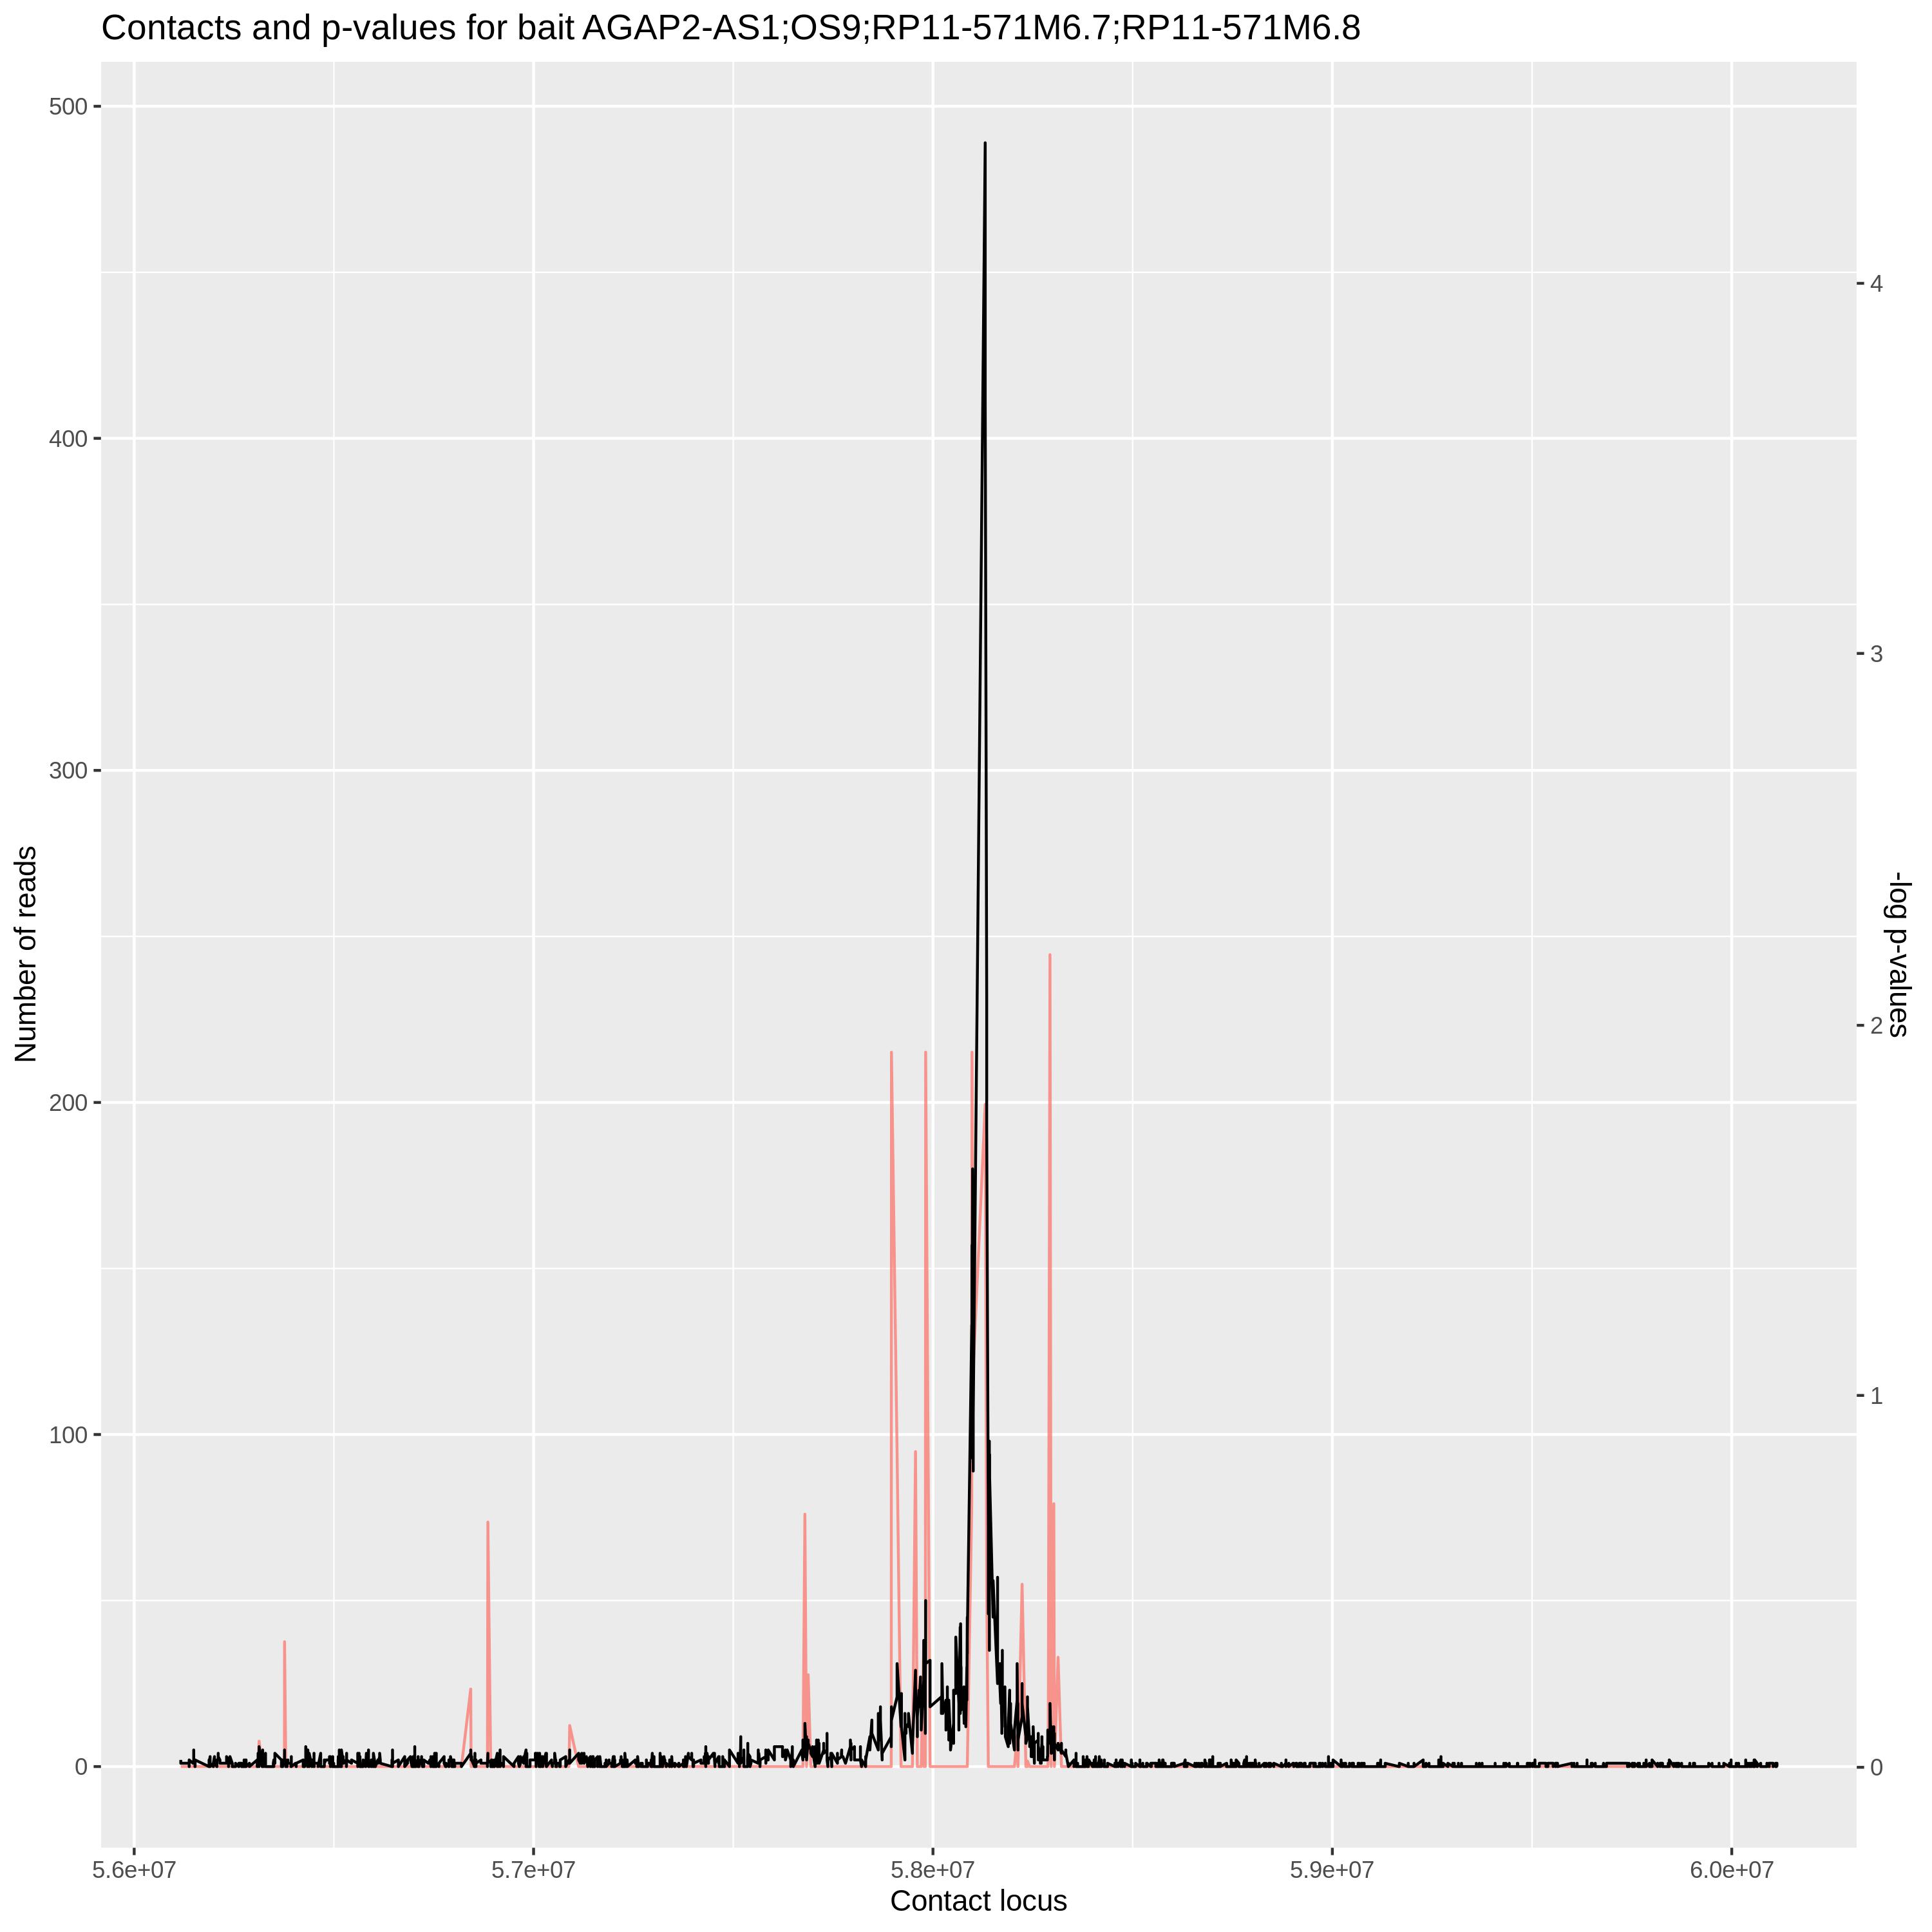 Contacts and p-values for bait AGAP2-AS1;OS9;RP11-571M6.7;RP11-571M6.8
500
400
300
200
100
0
Number of reads
4
3
2
1
0
-log p-values
5.6e+07
5.7e+07
5.8e+07
5.9e+07
6.0e+07
Contact locus